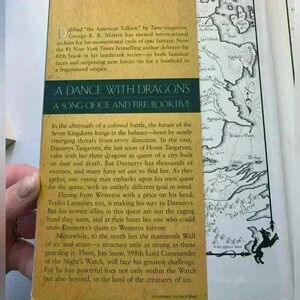 Dubbed "the American Tolkien" by Time magazine,
George R. R. Martin has earned international
acclaim for his monumental cycle of epic fantasy. Now
the #1 New York Times bestselling author delivers the
fifth book in his landmark series—as both familiar
faces and surprising new forces vie for a foothold in
a fragmented empire.
A DANCE WITH DRAGONS
A SONG OF ICE AND FIRE: BOOK FIVE
In the aftermath of a colossal battle, the future of the
Seven Kingdoms hangs in the balance—beset by newly
emerging threats from every direction. In the east,
Daenerys Targaryen, the last scion of House Targaryen,
rules with her three dragons as queen of a city built
on dust and death. But Daenerys has thousands of
enemies, and many have set out to find her. As they
gather, one young man embarks upon his own quest
for the queen, with an entirely different goal in mind.
Fleeing from Westeros with a price on his head,
Tyrion Lannister, too, is making his way to Daenerys.
But his newest allies in this quest are not the ragtag
band they seem, and at their heart lies one who could
undo Daenerys's claim to Westeros forever.
Meanwhile, to the north lies the mammoth Wall
of ice and stone—a structure only as strong as those
guarding it. There, Jon Snow, 998th Lord Commander
of the Night's Watch, will face his greatest challenge.
For he has powerful foes not only within the Watch
but also beyond, in the land of the creatures of ice.